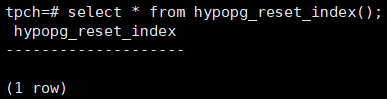 tpch=# select * from hypopg_reset_index();
hypopg_reset_index
--------------------
(1 row)